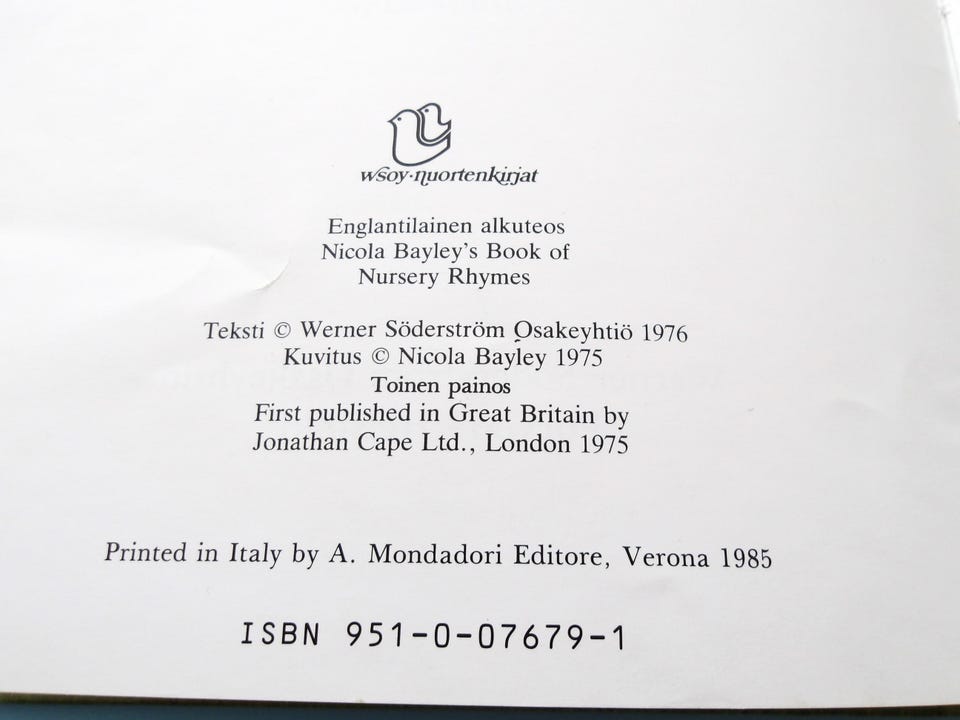 wsoy·nuortenkirjat
Englantilainen alkuteos
Nicola Bayley's Book of
Nursery Rhymes
Teksti © Werner Söderström Osakeyhtiö 1976
Kuvitus © Nicola Bayley 1975
Toinen painos
First published in Great Britain by
Jonathan Cape Ltd., London 1975
Printed in Italy by A. Mondadori Editore, Verona 1985
ISBN 951-0-07679-1